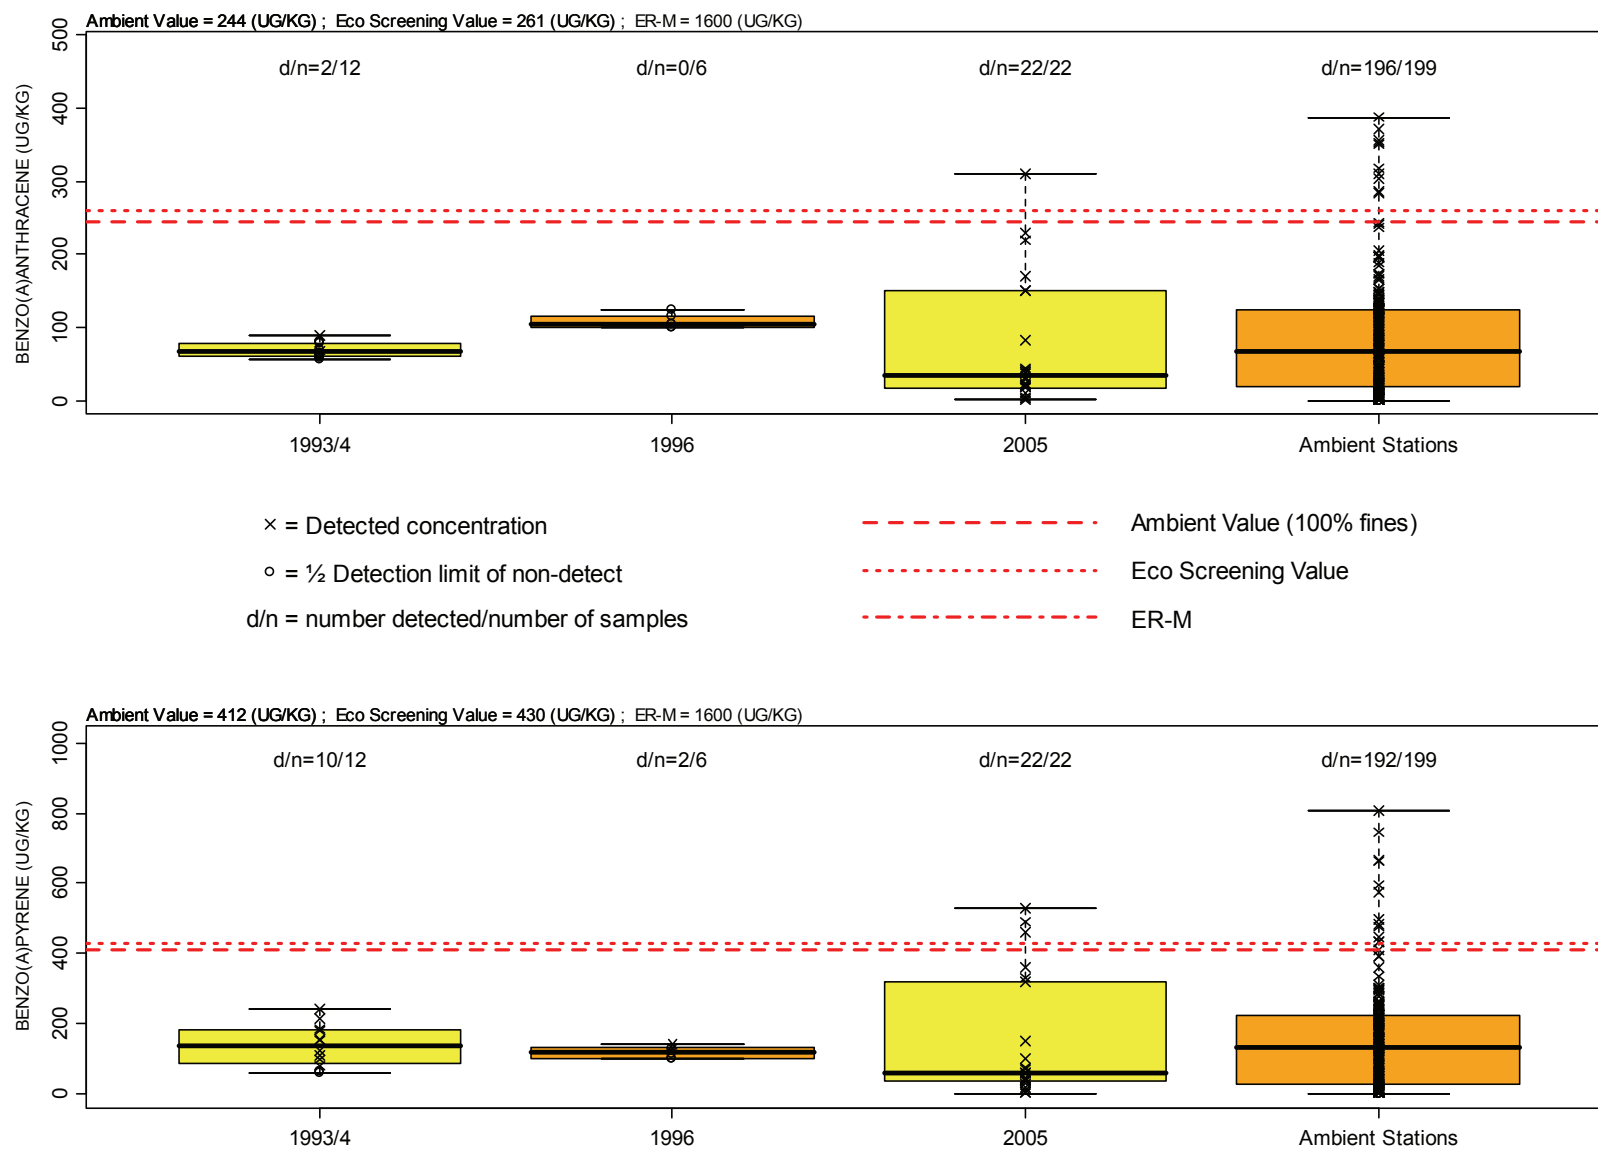 Ambient Value = 244 (UG/KG) ; Eco Screening Value = 261 (UG/KG) ; ER-M = 1600 (UG/KG)
BENZO(A)ANTHRACENE (UG/KG)
500
400
300
200
100
0
d/n=2/12
d/n=0/6
d/n=22/22
d/n=196/199
1993/4
1996
2005
Ambient Stations
× = Detected concentration
o = ½ Detection limit of non-detect
d/n = number detected/number of samples
Ambient Value (100% fines)
Eco Screening Value
ER-M
Ambient Value = 412 (UG/KG) ; Eco Screening Value = 430 (UG/KG) ; ER-M = 1600 (UG/KG)
BENZO(A)PYRENE (UG/KG)
1000
800
600
400
200
0
d/n=10/12
d/n=2/6
d/n=22/22
d/n=192/199
1993/4
1996
2005
Ambient Stations